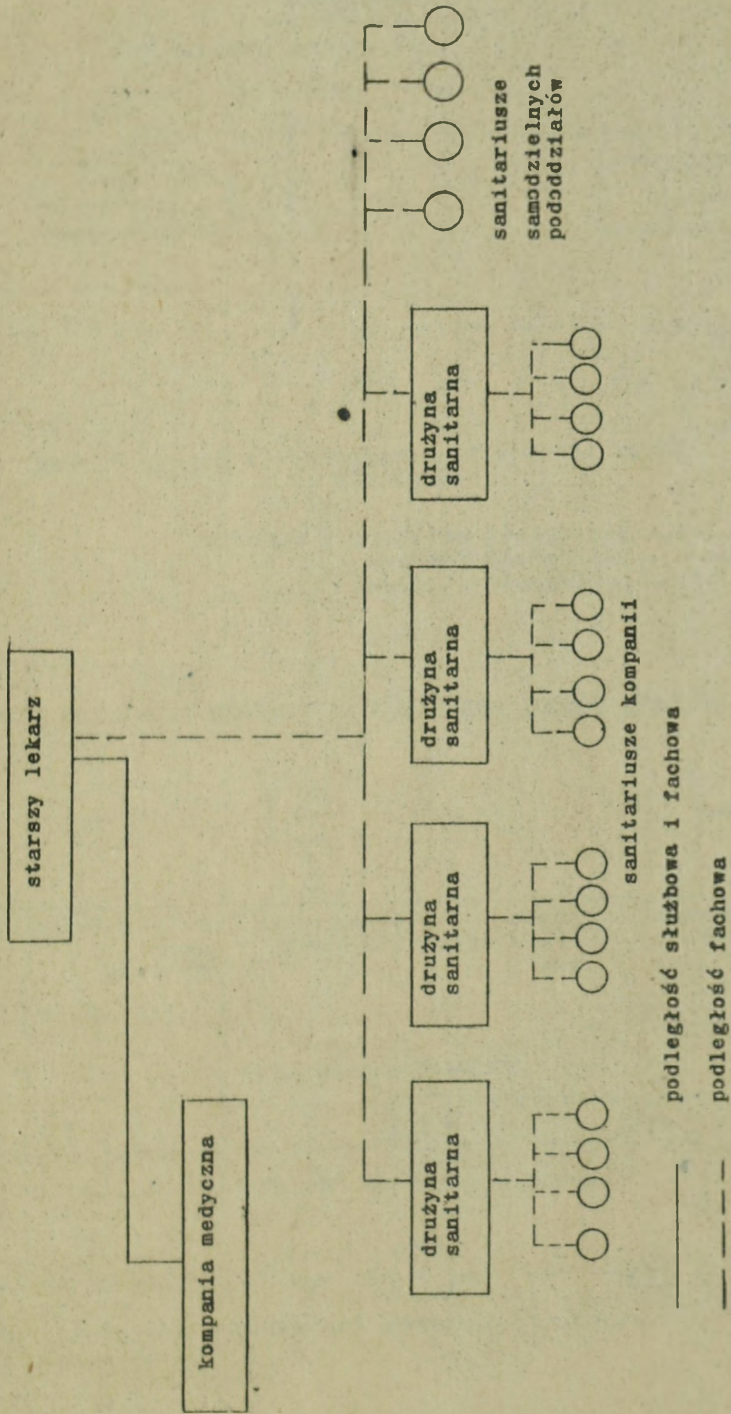 starszy lekarz
kompania medyczna
drużyna
sanitarna
drużyna
sanitarna
drużyna
sanitarna
drużyna
sanitarna
sanitariusze
samodzielnych
pododdziałów
sanitariusze kompanii
podległość służbowa i fachowa
podległość fachowa